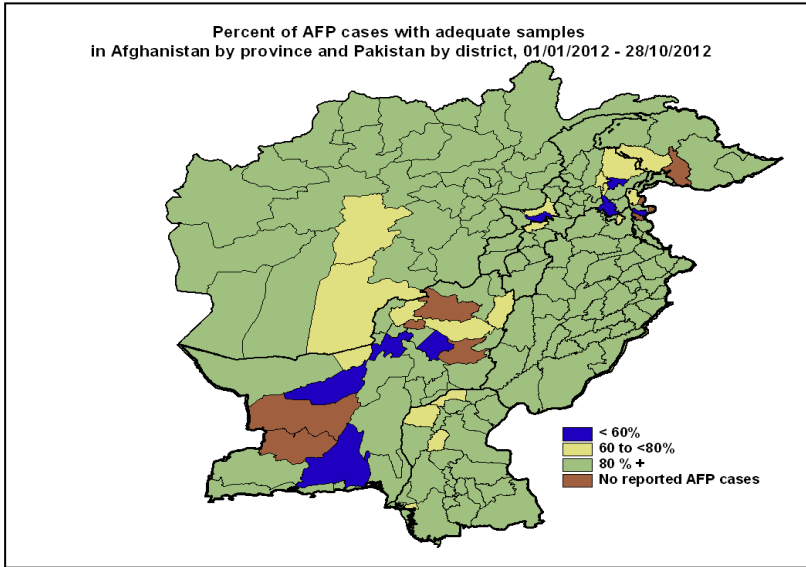 Percent of AFP cases with adequate samples
in Afghanistan by province and Pakistan by district, 01/01/2012 - 28/10/2012
< 60%
60 to <80%
80 % +
No reported AFP cases